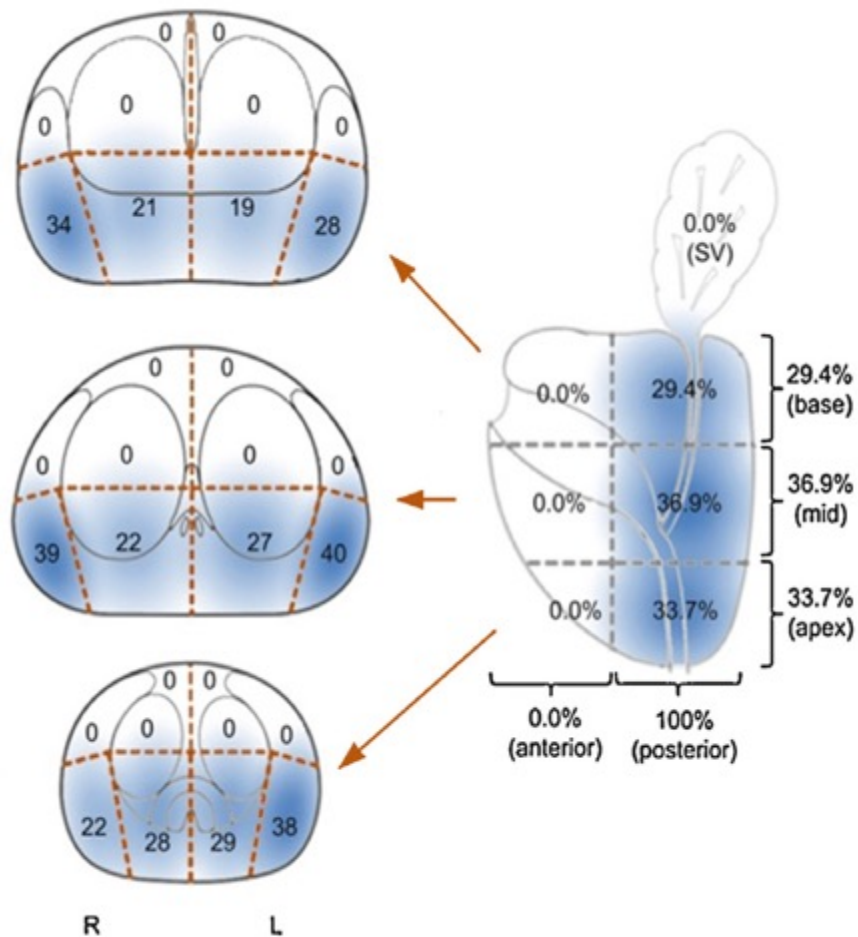 0 0
0 0
0 0
34 21 19 28
0.0%
(SV)
0 0
0 0
0 0
39 22 27 40
0.0% 29.4%
29.4%
(base)
0.0% 36.9%
36.9%
(mid)
0.0% 33.7%
33.7%
(apex)
0 0
0 0 0 0
22 28 29 38
0.0%
(anterior)
100%
(posterior)
R L